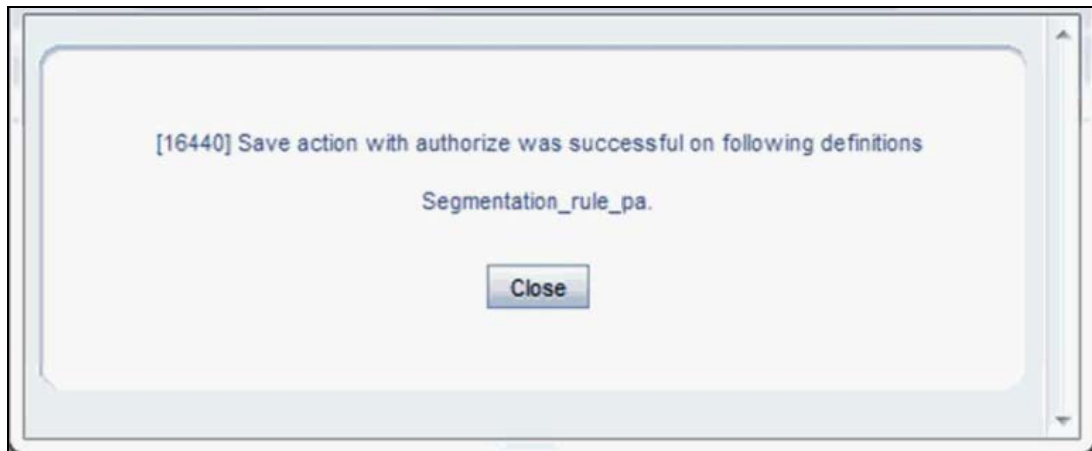 [16440] Save action with authorize was successful on following definitions
Segmentation_rule_pa.
Close